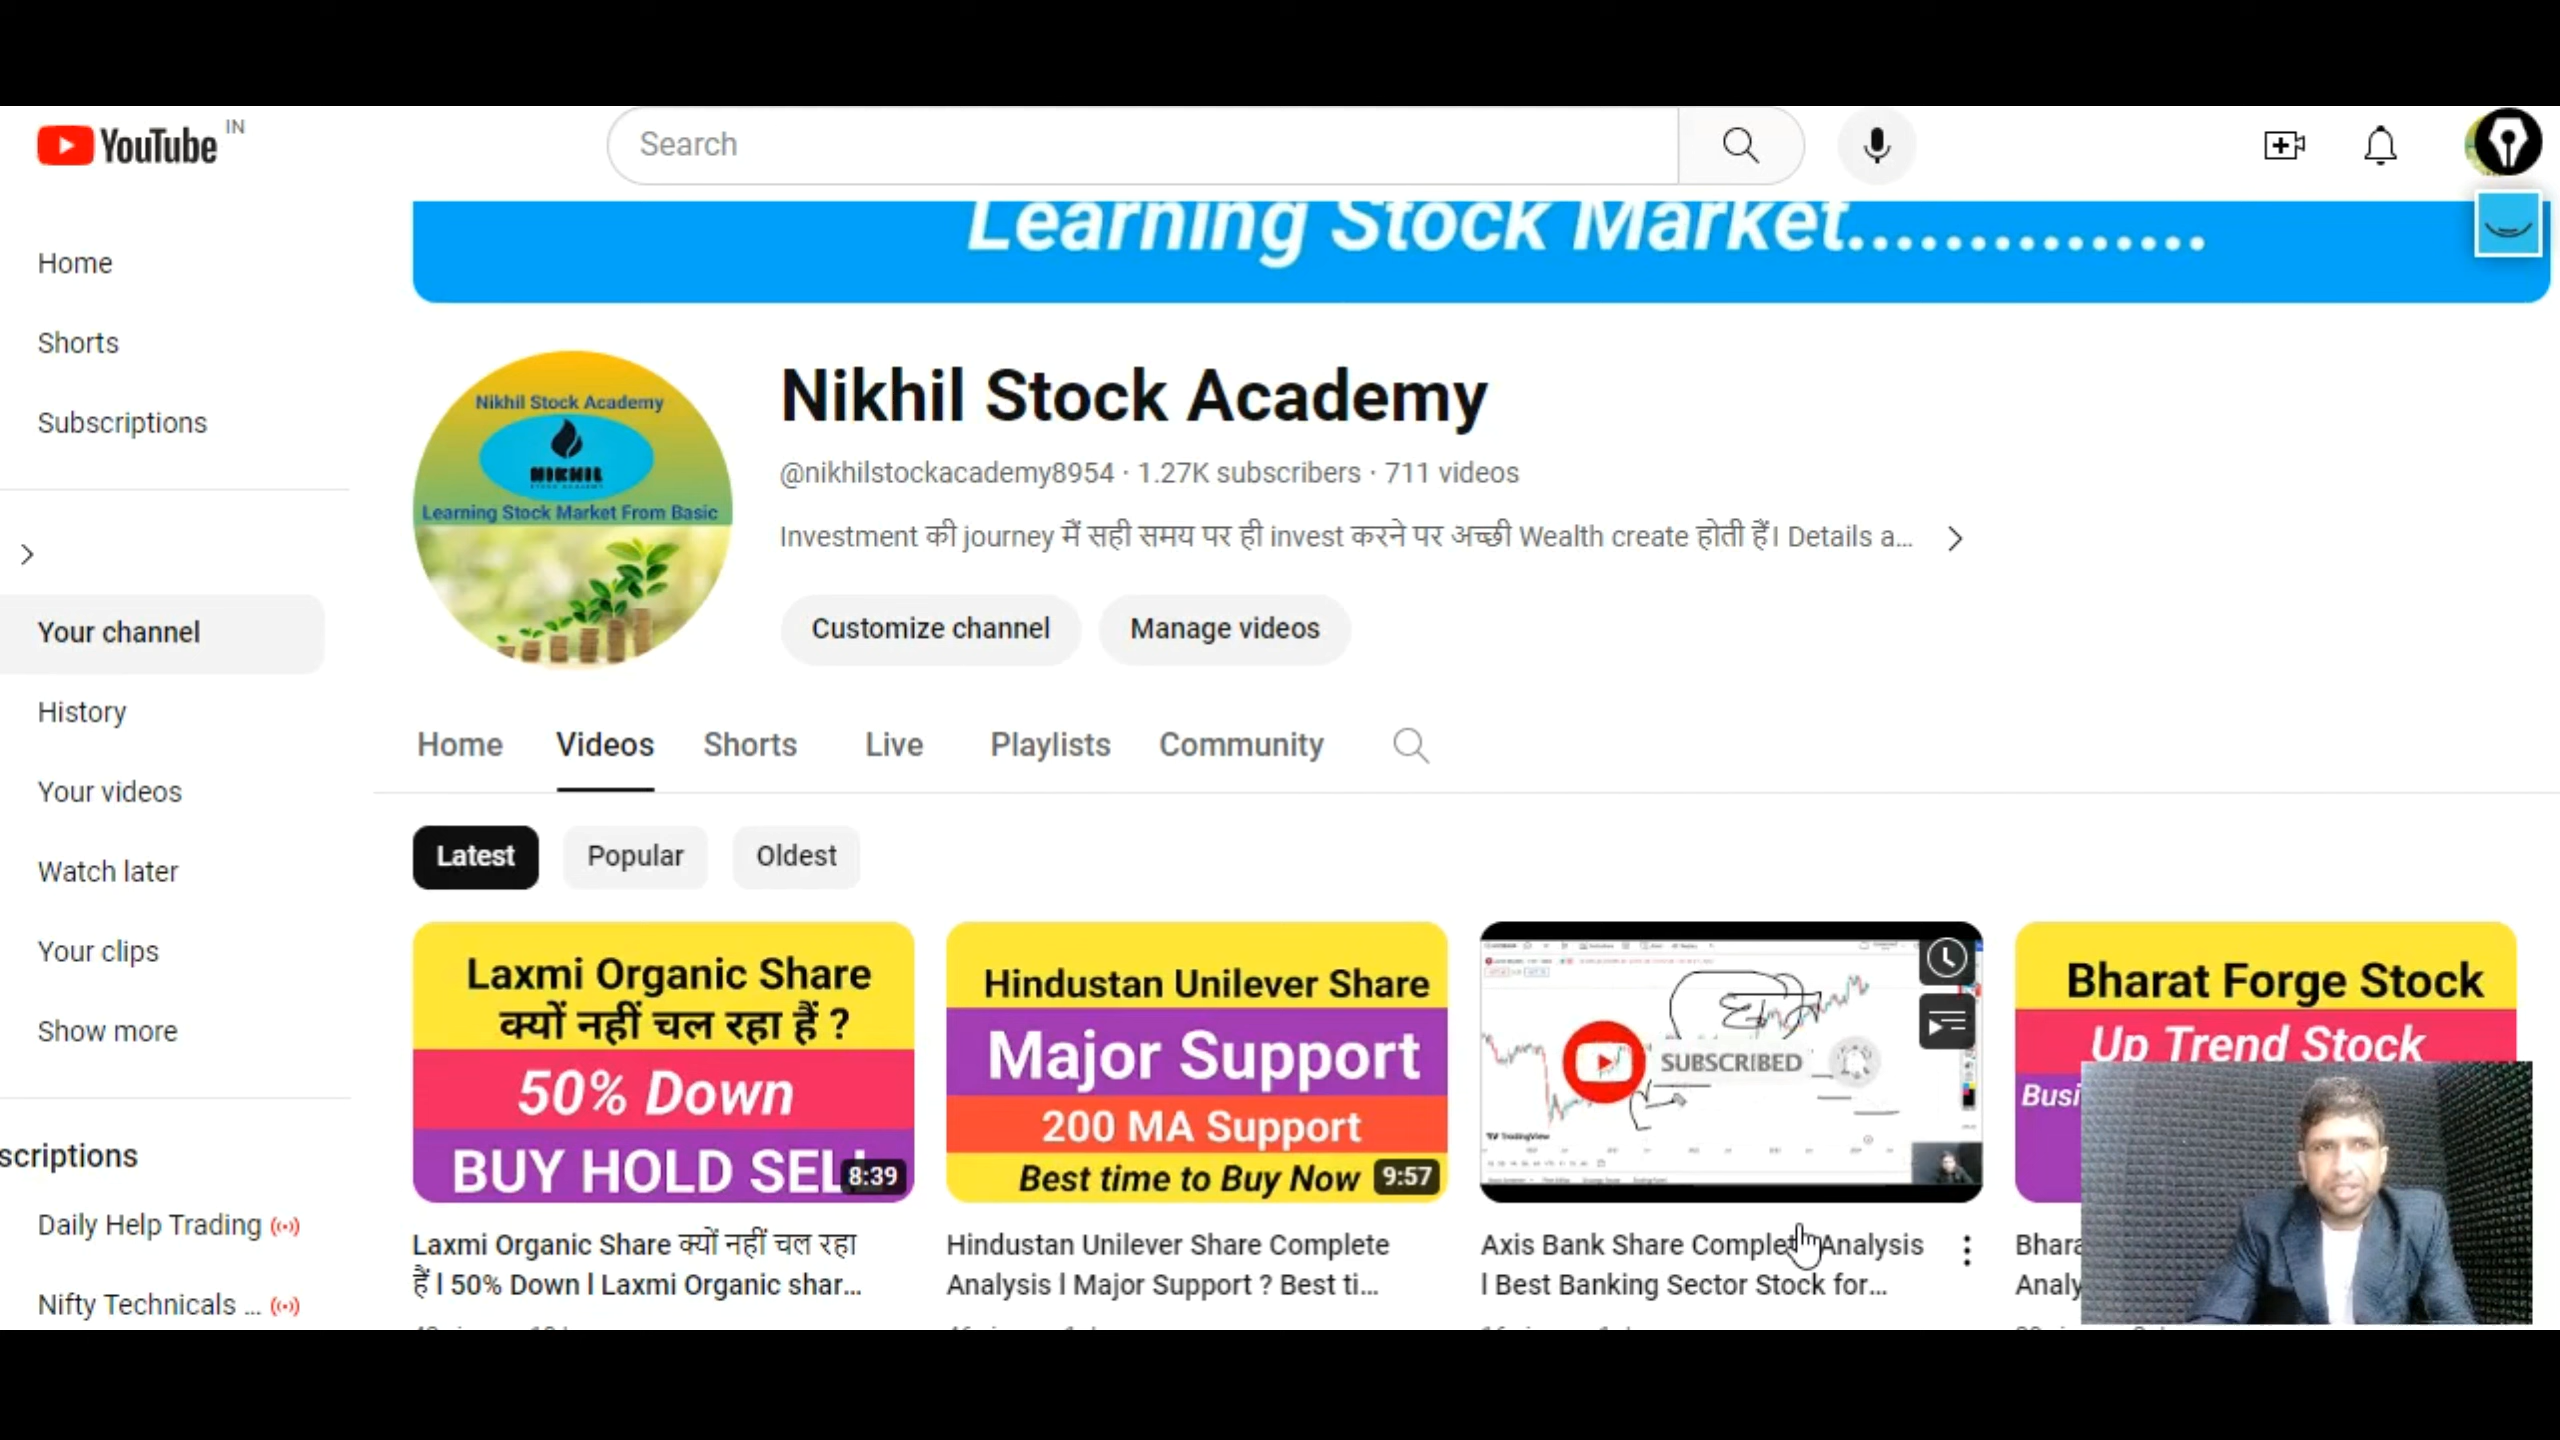 YouTube IN
Search
Learning Stock Market...............
Home
Shorts
Subscriptions
Your channel
History
Your videos
Watch later
Your clips
Show more
scriptions
Daily Help Trading
Nifty Technicals ...
Nikhil Stock Academy
NIKHIL
Learning Stock Market From Basic
Nikhil Stock Academy
@nikhilstockacademy8954 · 1.27K subscribers · 711 videos
Investment की journey मैं सही समय पर ही invest करने पर अच्छी Wealth create होती हैं। Details a...
Customize channel
Manage videos
Home Videos Shorts Live Playlists Community
Latest Popular Oldest
Laxmi Organic Share
क्यों नहीं चल रहा हैं ?
50% Down
BUY HOLD SELL
8:39
Laxmi Organic Share क्यों नहीं चल रहा
हैं l 50% Down l Laxmi Organic shar...
Hindustan Unilever Share
Major Support
200 MA Support
Best time to Buy Now
9:57
Hindustan Unilever Share Complete
Analysis l Major Support ? Best ti...
SUBSCRIBED
TradingView
Axis Bank Share Complete Analysis
l Best Banking Sector Stock for...
Bharat Forge Stock
Up Trend Stock
Busi
Bhara
Analy